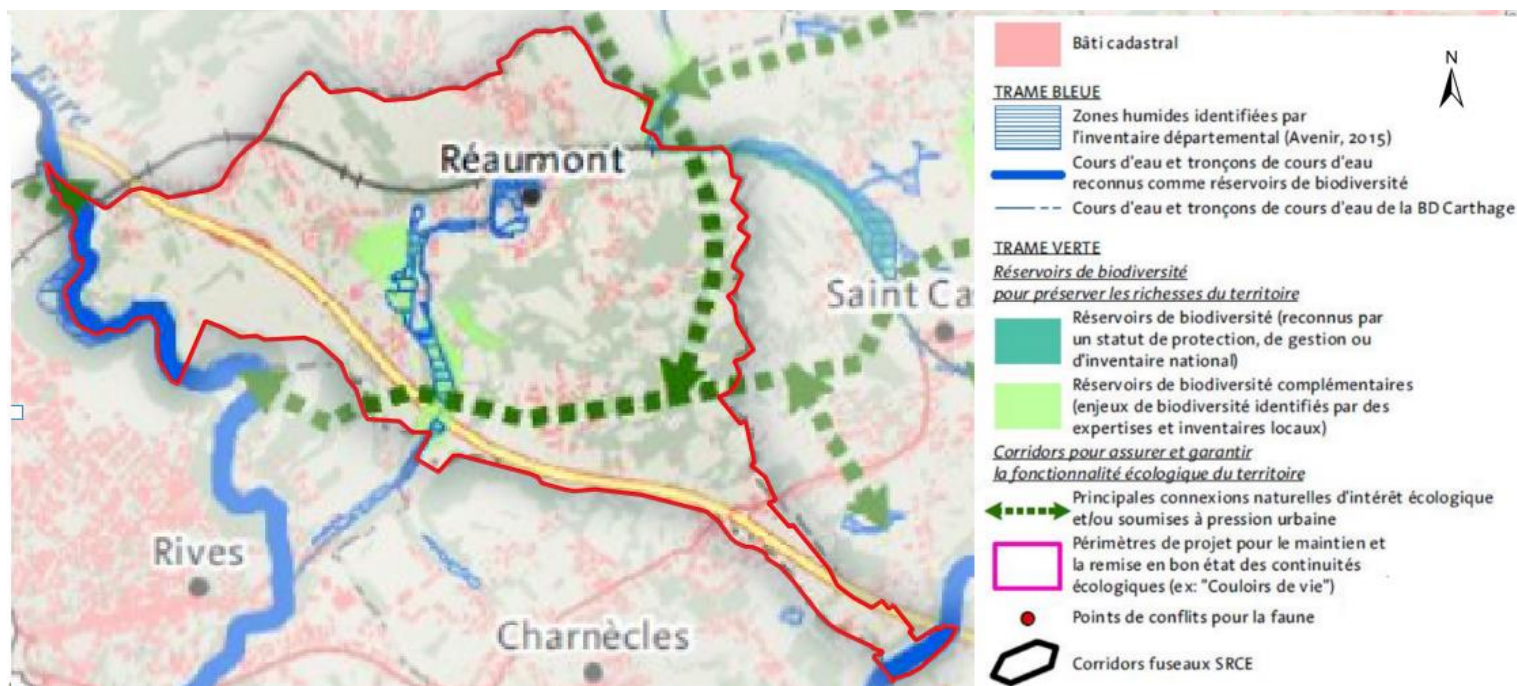 Fure
Réaumont
Saint Ca
Rives
Charnècles
N
Bâti cadastral
TRAME BLEUE
Zones humides identifiées par
l'inventaire départemental (Avenir, 2015)
Cours d'eau et tronçons de cours d'eau
reconnus comme réservoirs de biodiversité
Cours d'eau et tronçons de cours d'eau de la BD Carthage
TRAME VERTE
Réservoirs de biodiversité
pour préserver les richesses du territoire
Réservoirs de biodiversité (reconnus par
un statut de protection, de gestion ou
d'inventaire national)
Réservoirs de biodiversité complémentaires
(enjeux de biodiversité identifiés par des
expertises et inventaires locaux)
Corridors pour assurer et garantir
la fonctionnalité écologique du territoire
Principales connexions naturelles d'intérêt écologique
et/ou soumises à pression urbaine
Périmètres de projet pour le maintien et
la remise en bon état des continuités
écologiques (ex: "Couloirs de vie")
Points de conflits pour la faune
Corridors fuseaux SRCE